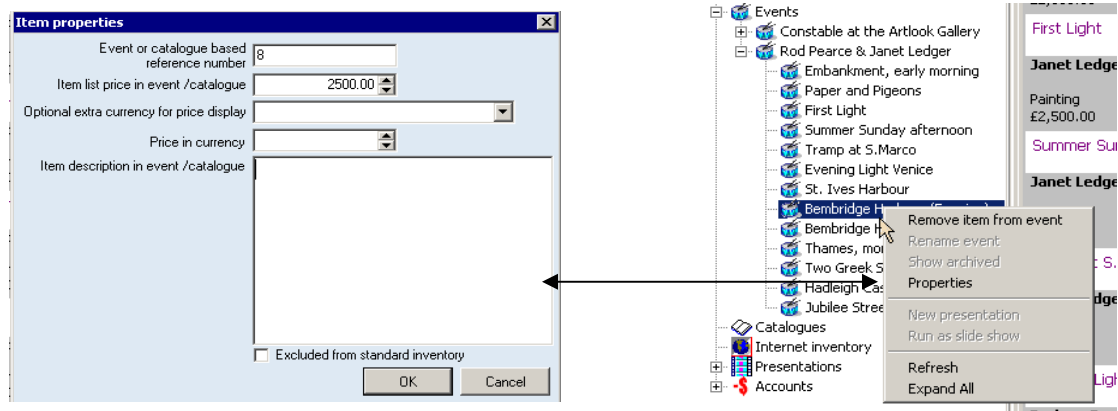 Item properties
Event or catalogue based
reference number
8
Item list price in event /catalogue
2500.00
Optional extra currency for price display
Price in currency
Item description in event /catalogue
Excluded from standard inventory
OK
Cancel
Events
Constable at the Artlook Gallery
Rod Pearce & Janet Ledger
Embankment, early morning
Paper and Pigeons
First Light
Summer Sunday afternoon
Tramp at S.Marco
Evening Light Venice
St. Ives Harbour
Bembridge
Bembridge H
Thames, mo
Two Greek S
Hadleigh Cas
Jubilee Stree
Catalogues
Internet inventory
Presentations
Accounts
Remove item from event
Rename event
Show archived
Properties
New presentation
Run as slide show
Refresh
Expand All
First Light
Janet Ledge
Painting
£2,500.00
Summer Su
Janet Ledge
S.
dge
Ligh